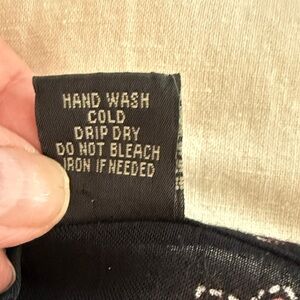 HAND WASH
COLD
DRIP DRY
DO NOT BLEACH
IRON IF NEEDED